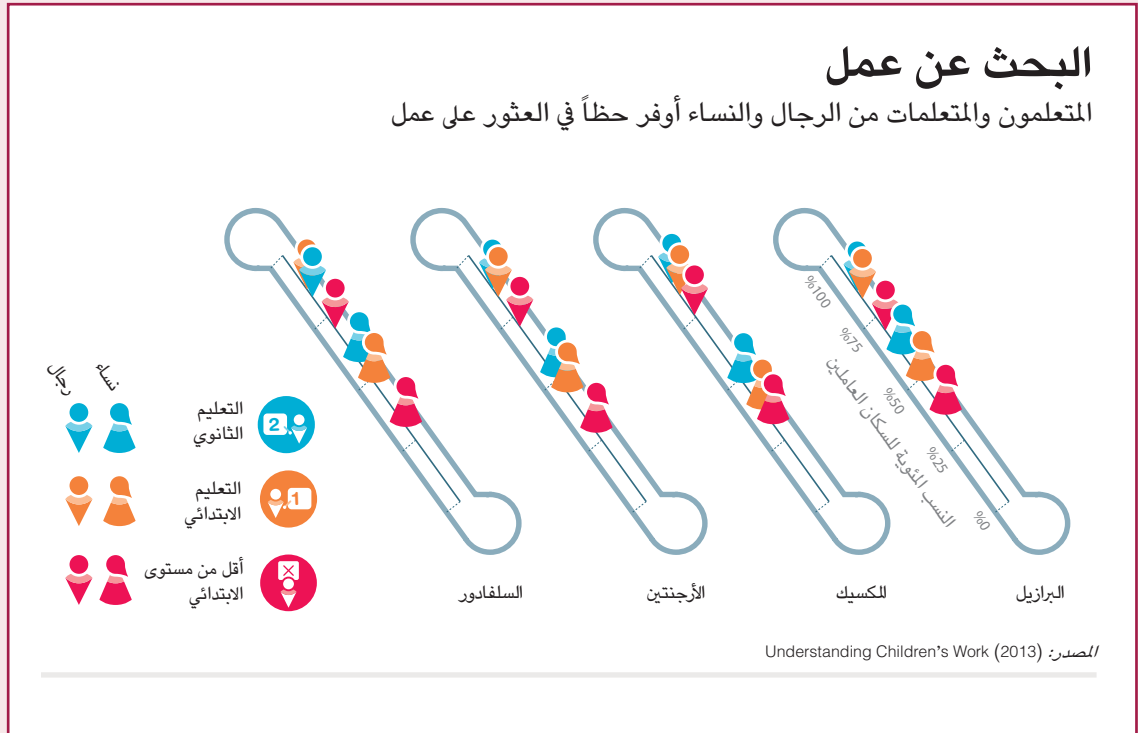 البحث عن عمل
المتعلمون والمتعلمات من الرجال والنساء أوفر حظاً في العثور على عمل
%100
%75
%50
%25
%0
النسب المئوية للسكان العاملين
البرازيل
المكسيك
الأرجنتين
السلفادور
نساء
رجال
2
التعليم
الثانوي
1
التعليم
الابتدائي
أقل من مستوى
الابتدائي
المصدر: Understanding Children's Work (2013)